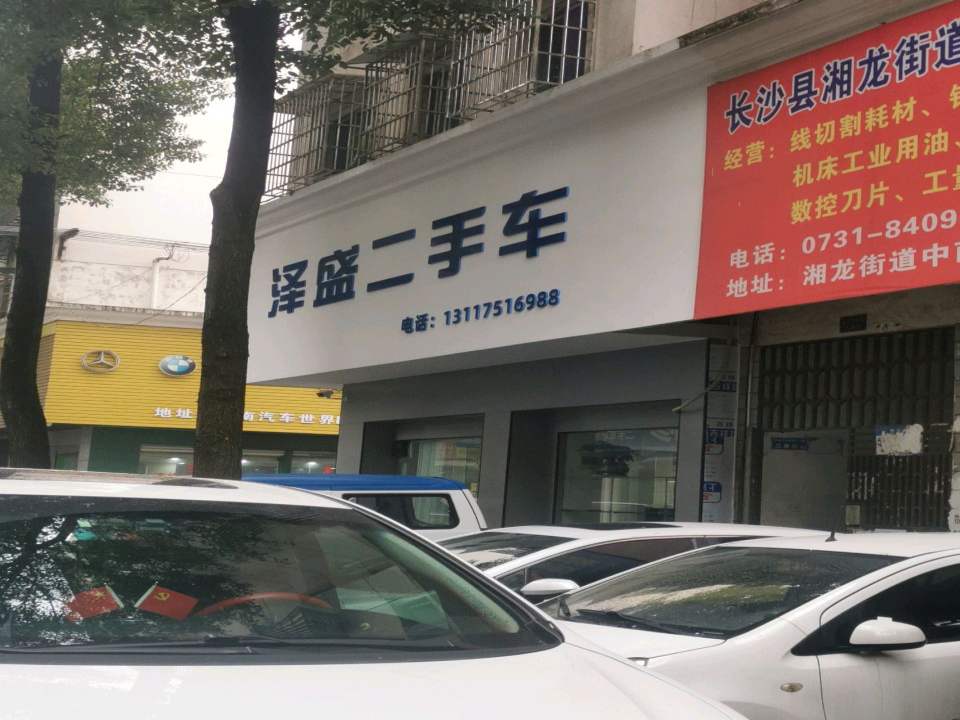 泽盛二手车
电话：13117516988
长沙县湘龙街道
经营：线切割耗材、
机床工业用油、
数控刀片、工量
电话：0731-8409
地址：湘龙街道中
地址
南汽车世界